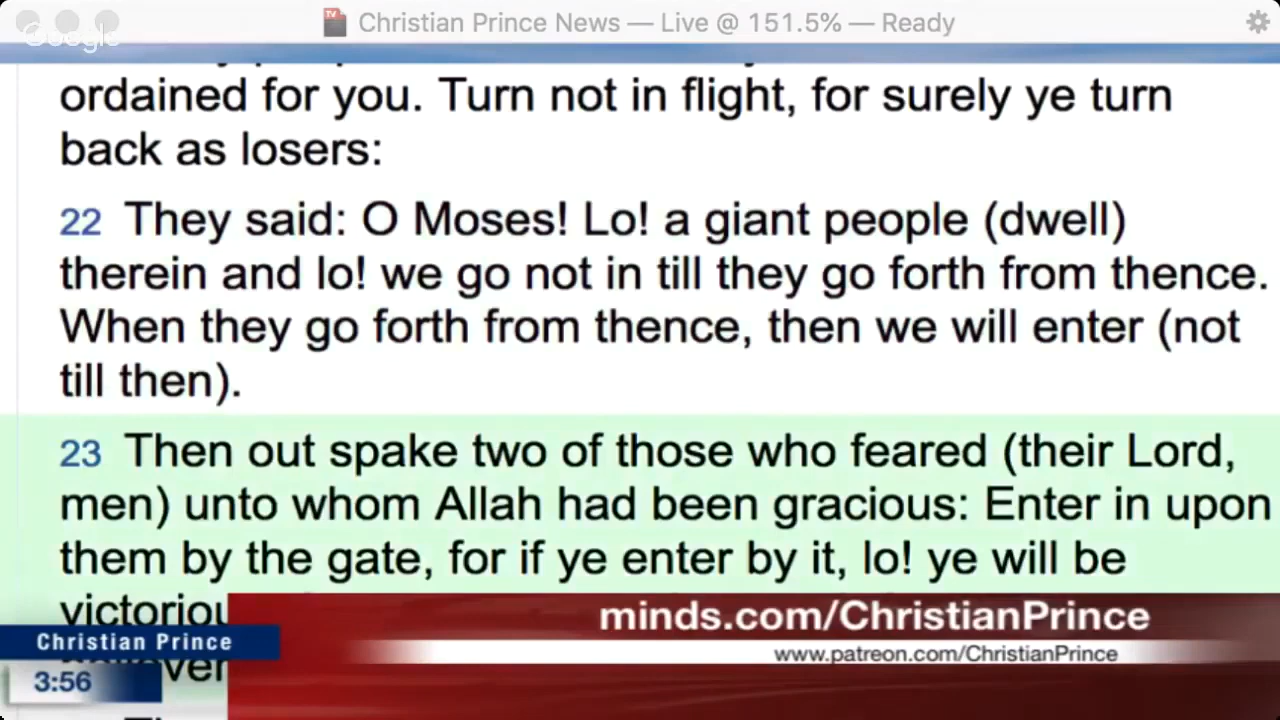 Christian Prince News — Live @ 151.5% — Ready
Google
ordained for you. Turn not in flight, for surely ye turn
back as losers:
22 They said: O Moses! Lo! a giant people (dwell)
therein and lo! we go not in till they go forth from thence.
When they go forth from thence, then we will enter (not
till then).
23 Then out spake two of those who feared (their Lord,
men) unto whom Allah had been gracious: Enter in upon
them by the gate, for if ye enter by it, lo! ye will be
minds.com/ChristianPrince
Christian Prince
www.patreon.com/ChristianPrince
3:56